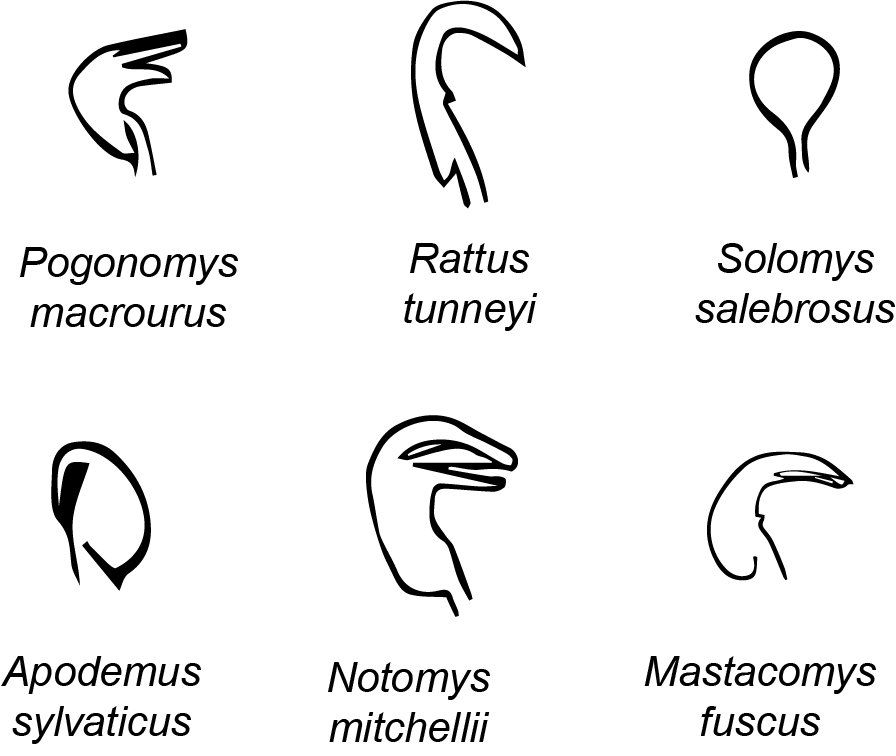 Pogonomys
macrourus
Rattus
tunneyi
Solomys
salebrosus
Apodemus
sylvaticus
Notomys
mitchellii
Mastacomys
fuscus